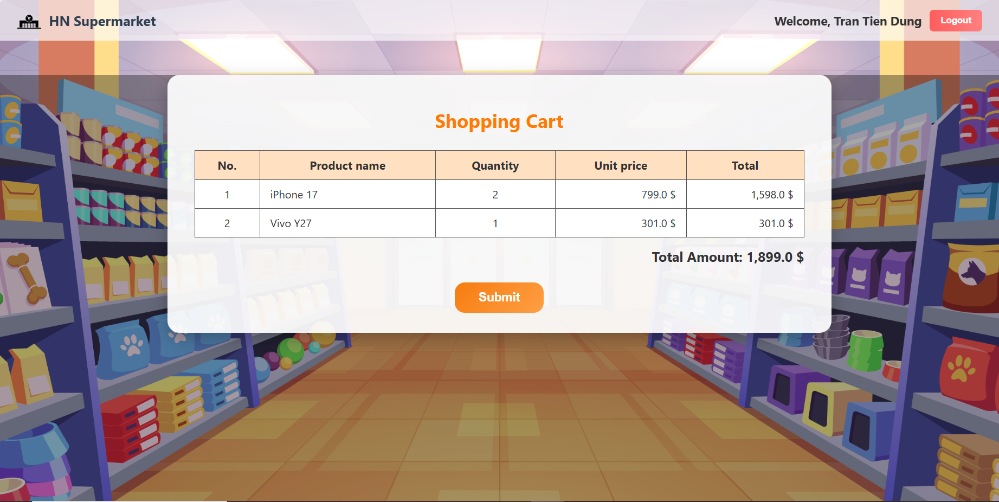 HN Supermarket
Welcome, Tran Tien Dung
Logout
Shopping Cart
No. Product name Quantity Unit price Total
1 iPhone 17 2 799.0 $ 1,598.0 $
2 Vivo Y27 1 301.0 $ 301.0 $
Total Amount: 1,899.0 $
Submit